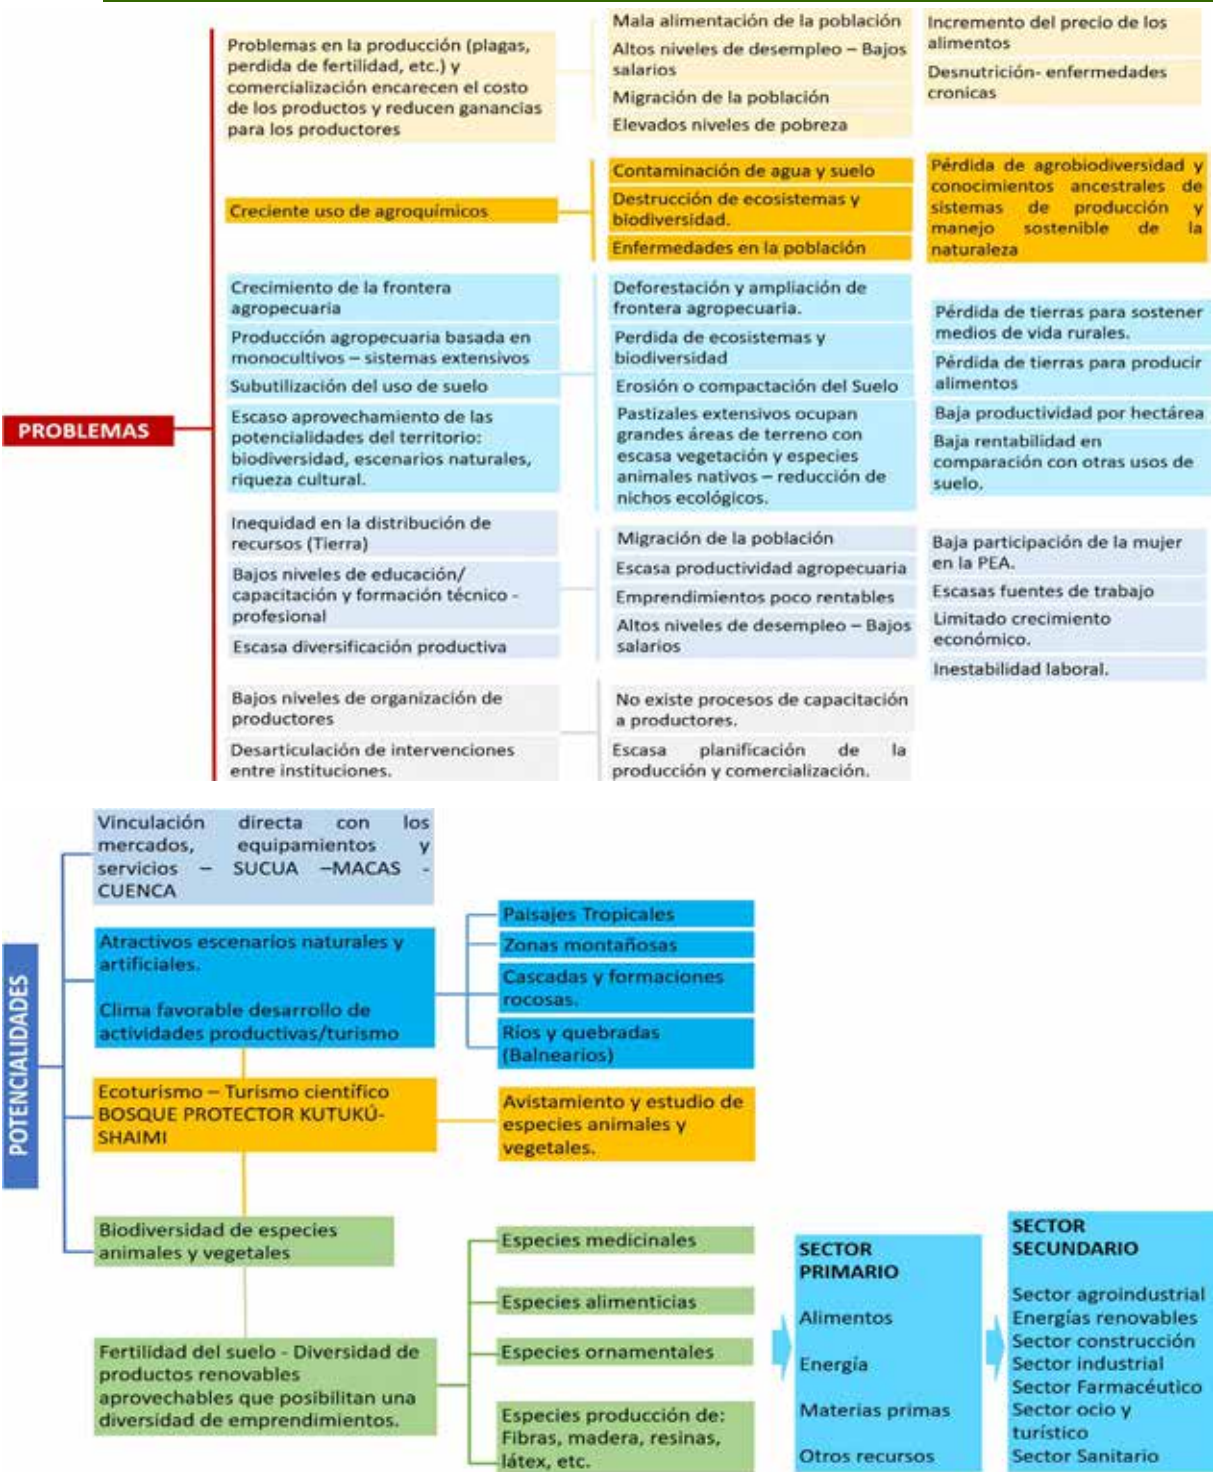 PROBLEMAS
Problemas en la producción (plagas,
perdida de fertilidad, etc.) y
comercialización encarecen el costo
de los productos y reducen ganancias
para los productores
Mala alimentación de la población
Altos niveles de desempleo – Bajos
salarios
Migración de la población
Elevados niveles de pobreza
Incremento del precio de los
alimentos
Desnutrición- enfermedades
cronicas
Creciente uso de agroquímicos
Contaminación de agua y suelo
Destrucción de ecosistemas y
biodiversidad.
Enfermedades en la población
Pérdida de agrobiodiversidad y
conocimientos ancestrales de
sistemas de producción y
manejo sostenible de la
naturaleza
Crecimiento de la frontera
agropecuaria
Producción agropecuaria basada en
monocultivos – sistemas extensivos
Subutilización del uso de suelo
Escaso aprovechamiento de las
potencialidades del territorio:
biodiversidad, escenarios naturales,
riqueza cultural.
Deforestación y ampliación de
frontera agropecuaria.
Perdida de ecosistemas y
biodiversidad
Erosión o compactación del Suelo
Pastizales extensivos ocupan
grandes áreas de terreno con
escasa vegetación y especies
animales nativos – reducción de
nichos ecológicos.
Pérdida de tierras para sostener
medios de vida rurales.
Pérdida de tierras para producir
alimentos
Baja productividad por hectárea
Baja rentabilidad en
comparación con otras usos de
suelo.
Inequidad en la distribución de
recursos (Tierra)
Bajos niveles de educación/
capacitación y formación técnico -
profesional
Escasa diversificación productiva
Migración de la población
Escasa productividad agropecuaria
Emprendimientos poco rentables
Altos niveles de desempleo – Bajos
salarios
Baja participación de la mujer
en la PEA.
Escasas fuentes de trabajo
Limitado crecimiento
económico.
Inestabilidad laboral.
Bajos niveles de organización de
productores
Desarticulación de intervenciones
entre instituciones.
No existe procesos de capacitación
a productores.
Escasa planificación de la
producción y comercialización.
POTENCIALIDADES
Vinculación directa con los
mercados, equipamientos y
servicios – SUCUA –MACAS -
CUENCA
Atractivos escenarios naturales y
artificiales.
Clima favorable desarrollo de
actividades productivas/turismo
Paisajes Tropicales
Zonas montañosas
Cascadas y formaciones
rocosas.
Ríos y quebradas
(Balnearios)
Ecoturismo – Turismo científico
BOSQUE PROTECTOR KUTUKÚ-
SHAIMI
Avistamiento y estudio de
especies animales y
vegetales.
Biodiversidad de especies
animales y vegetales
Fertilidad del suelo - Diversidad de
productos renovables
aprovechables que posibilitan una
diversidad de emprendimientos.
Especies medicinales
Especies alimenticias
Especies ornamentales
Especies producción de:
Fibras, madera, resinas,
látex, etc.
SECTOR
PRIMARIO
Alimentos
Energía
Materias primas
Otros recursos
SECTOR
SECUNDARIO
Sector agroindustrial
Energías renovables
Sector construcción
Sector industrial
Sector Farmacéutico
Sector ocio y
turístico
Sector Sanitario